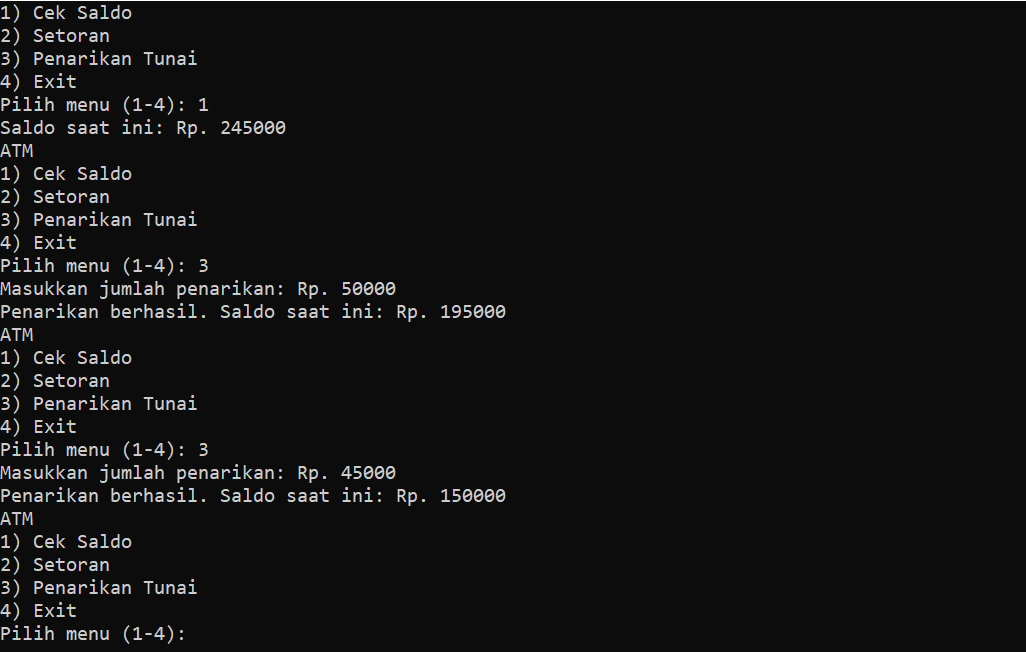 1) Cek Saldo
2) Setoran
3) Penarikan Tunai
4) Exit
Pilih menu (1-4): 1
Saldo saat ini: Rp. 245000
ATM
1) Cek Saldo
2) Setoran
3) Penarikan Tunai
4) Exit
Pilih menu (1-4): 3
Masukkan jumlah penarikan: Rp. 50000
Penarikan berhasil. Saldo saat ini: Rp. 195000
ATM
1) Cek Saldo
2) Setoran
3) Penarikan Tunai
4) Exit
Pilih menu (1-4): 3
Masukkan jumlah penarikan: Rp. 45000
Penarikan berhasil. Saldo saat ini: Rp. 150000
ATM
1) Cek Saldo
2) Setoran
3) Penarikan Tunai
4) Exit
Pilih menu (1-4):